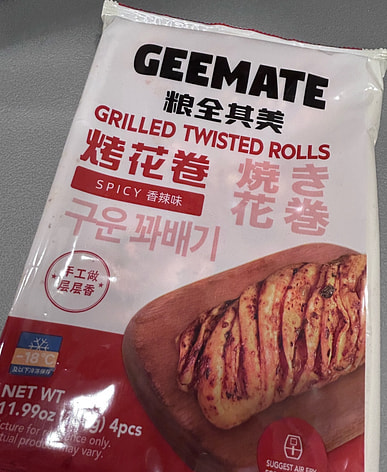 GEEMATE
粮全其美
GRILLED TWISTED ROLLS
烤花卷
焼き
花巻
SPICY 香辣味
구운 꽈배기
手工做
层层香
-18°C
NET WT
11.99oz 4pcs
cture for reference only.
tual product may vary.
SUGGEST AIR FRY